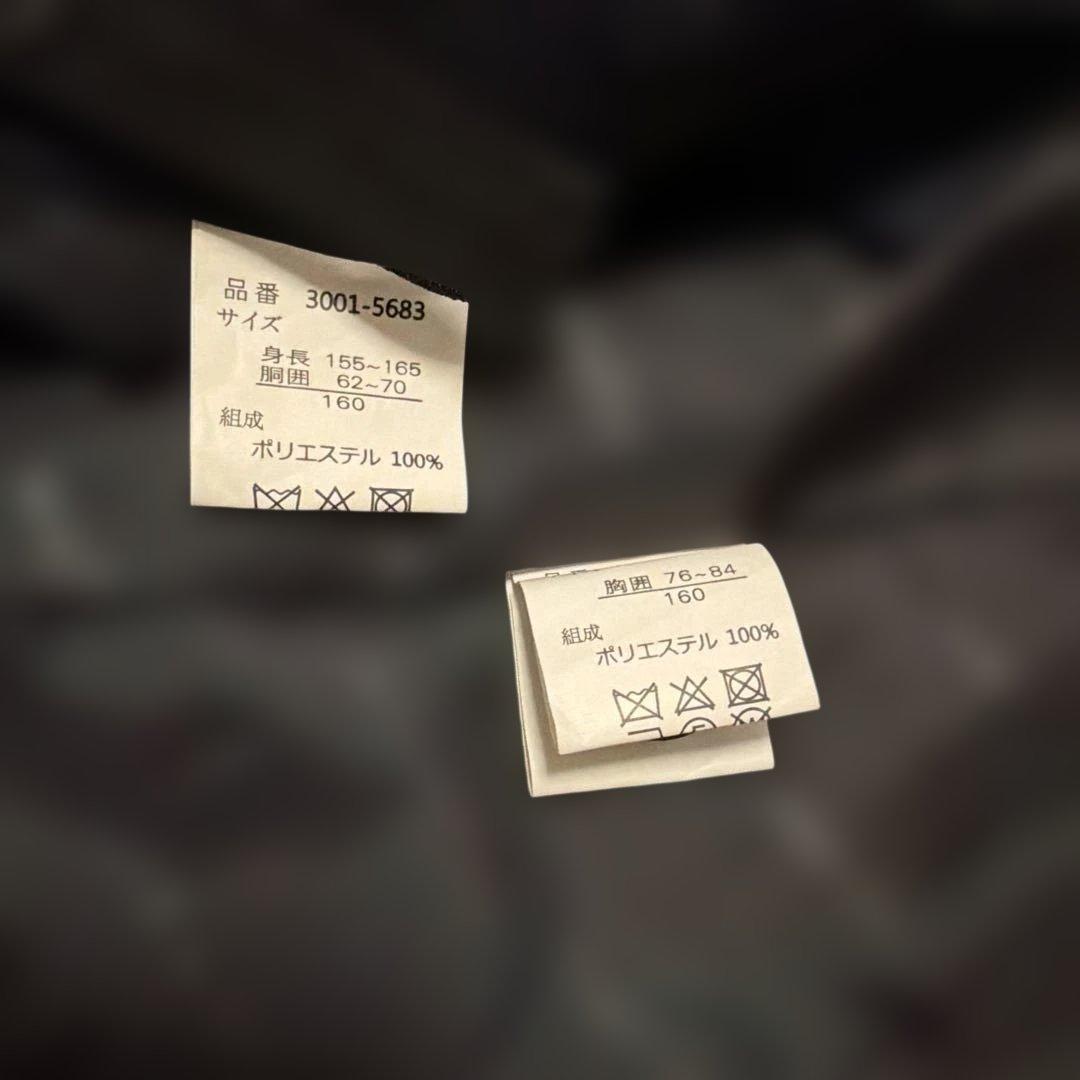 品番 3001-5683
サイズ
身長 155~165
胴囲 62~70
160
組成
ポリエステル 100%
胸囲 76~84
160
組成
ポリエステル 100%